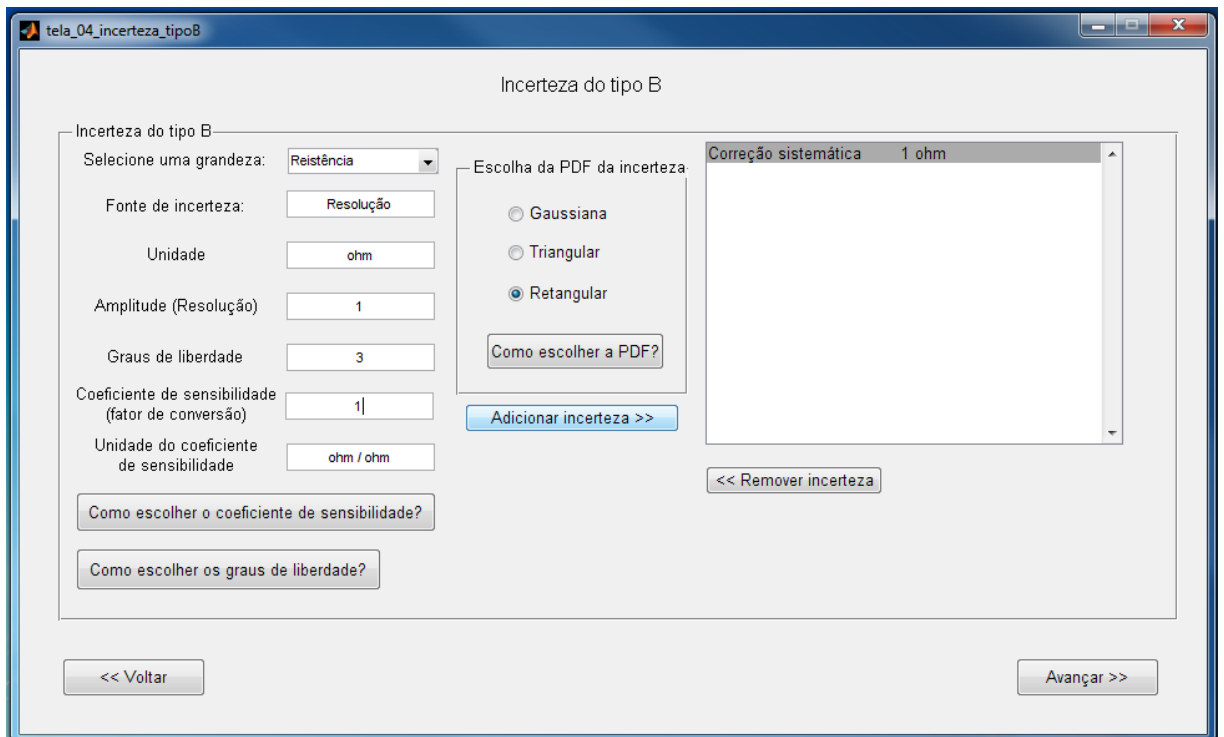 tela_04_incerteza_tipoB
Incerteza do tipo B
Incerteza do tipo B
Selecione uma grandeza:
Reistência
Fonte de incerteza:
Resolução
Unidade
ohm
Amplitude (Resolução)
1
Graus de liberdade
3
Coeficiente de sensibilidade
(fator de conversão)
1
Unidade do coeficiente
de sensibilidade
ohm / ohm
Como escolher o coeficiente de sensibilidade?
Como escolher os graus de liberdade?
Escolha da PDF da incerteza
Gaussiana
Triangular
Retangular
Como escolher a PDF?
Adicionar incerteza >>
Correção sistemática 1 ohm
<< Remover incerteza
<< Voltar
Avançar >>